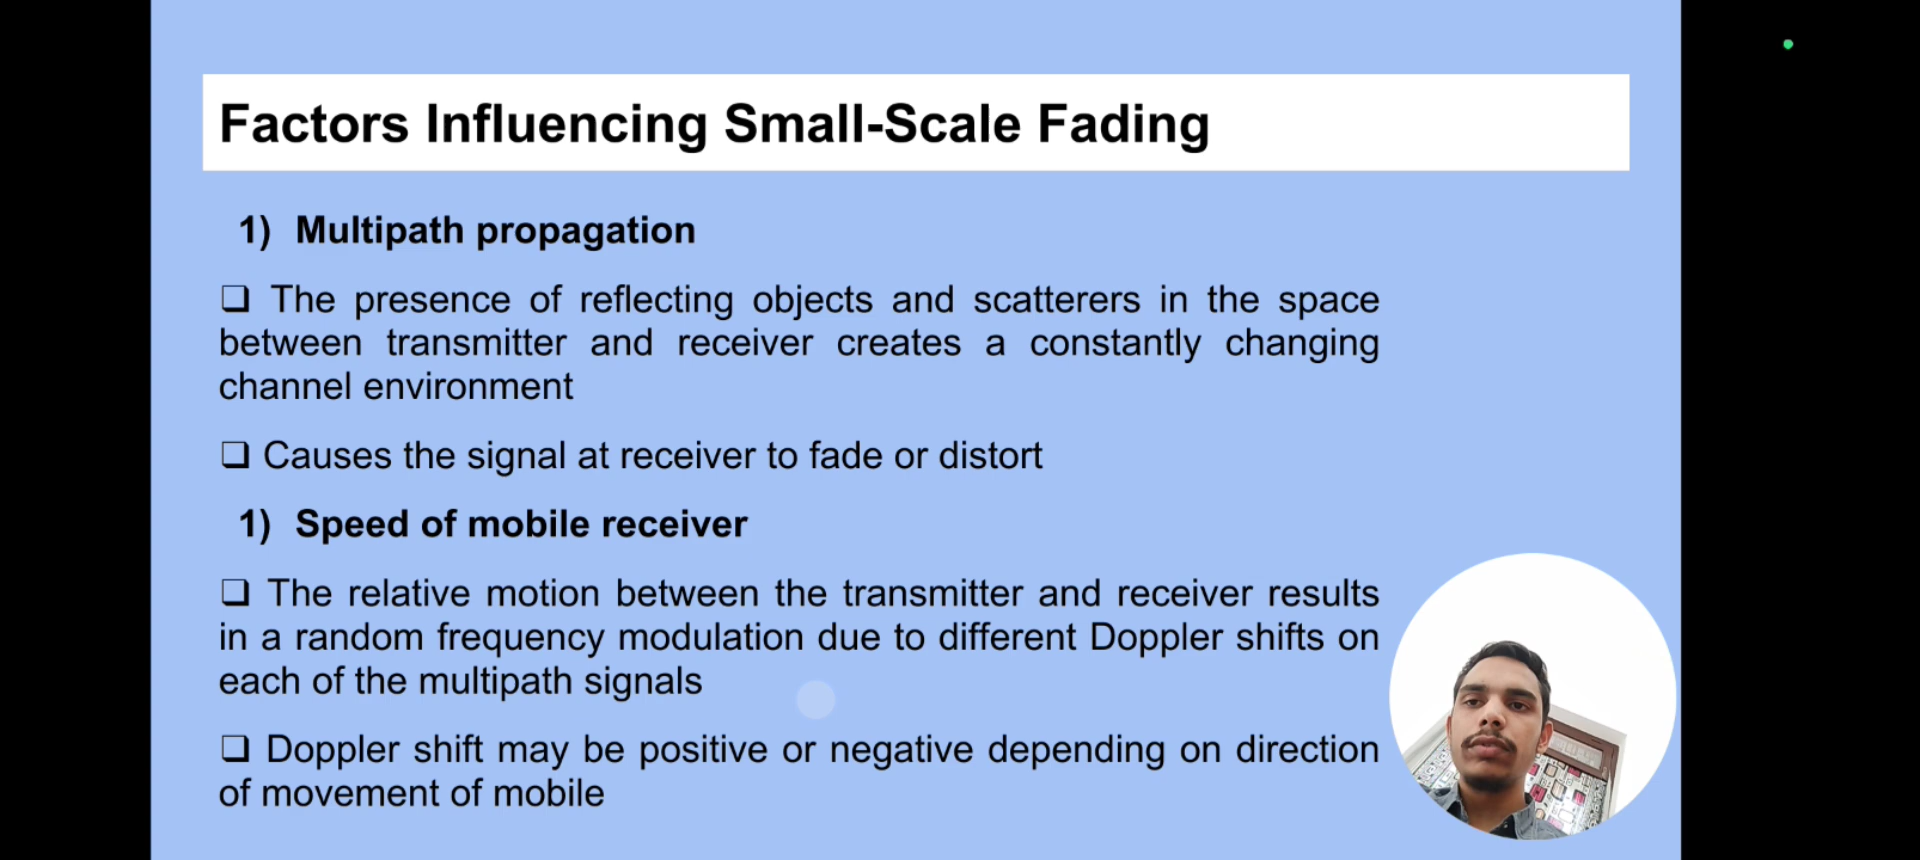 Factors Influencing Small-Scale Fading
1) Multipath propagation
❑ The presence of reflecting objects and scatterers in the space
between transmitter and receiver creates a constantly changing
channel environment
❑ Causes the signal at receiver to fade or distort
1) Speed of mobile receiver
❑ The relative motion between the transmitter and receiver results
in a random frequency modulation due to different Doppler shifts on
each of the multipath signals
❑ Doppler shift may be positive or negative depending on direction
of movement of mobile